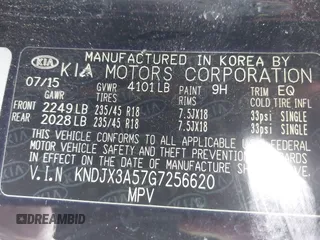 MANUFACTURED IN KOREA BY
KIA KIA MOTORS CORPORATION
07/15 GVWR 4101LB PAINT 9H TRIM EQ
GAWR TIRES RIMS COLD TIRE INFL
FRONT 2249LB 235/45 R18 7.5JX18 33psi SINGLE
REAR 2028LB 235/45 R18 7.5JX18 33psi SINGLE
THIS VEHICLE CONFORMS TO ALL APPLICABLE FEDERAL MOTOR
VEHICLE SAFETY, BUMPER, AND THEFT PREVENTION STANDARDS
IN EFFECT ON THE DATE OF MANUFACTURE SHOWN ABOVE.
V.I.N KNDJX3A57G7256620
MPV
DREAMBID